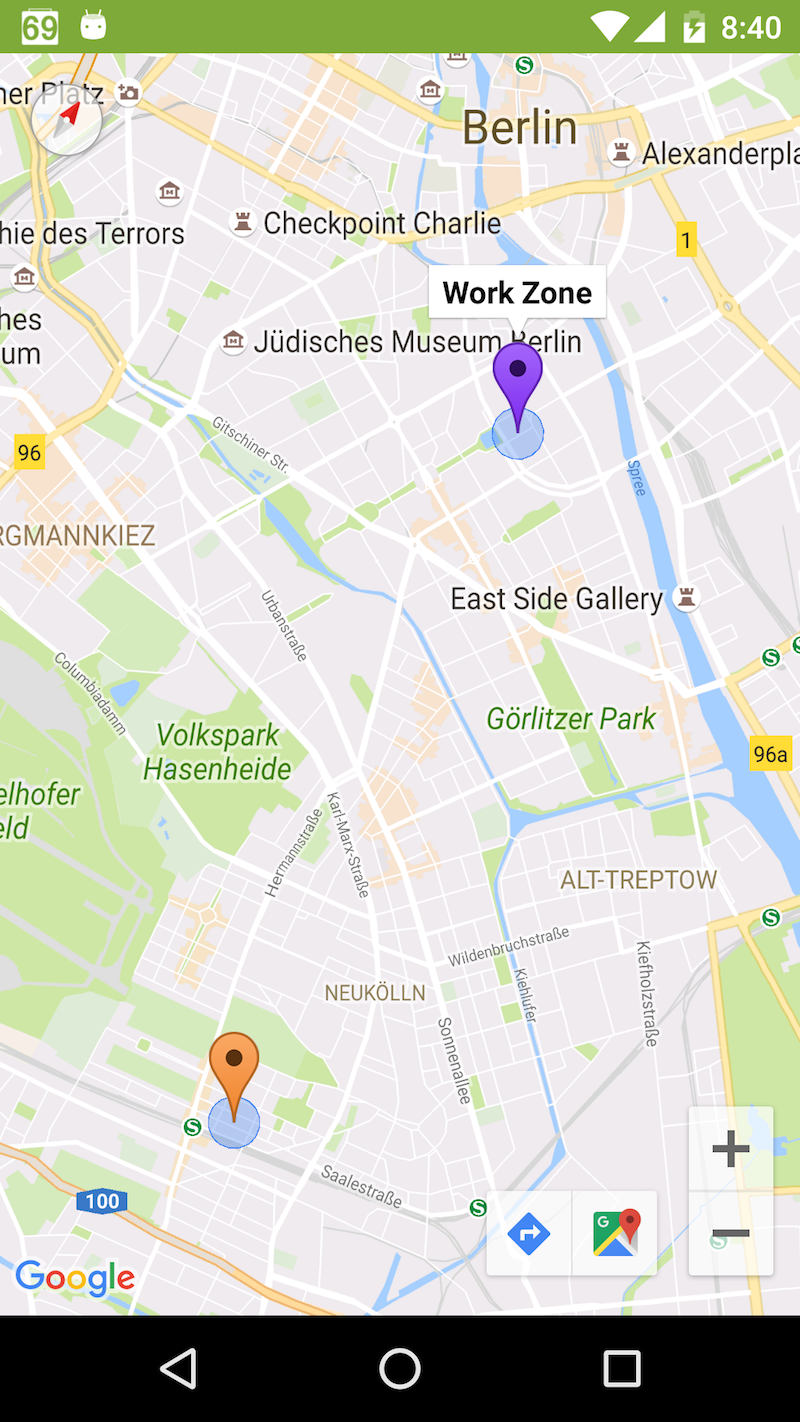 69
8:40
ner Platz
Berlin
Alexanderpla
Checkpoint Charlie
hie des Terrors
1
Work Zone
hes
um
Jüdisches Museum Berlin
Gitschiner Str.
96
Spree
RGMANNKIEZ
East Side Gallery
Urbanstraße
Columbiadamm
Görlitzer Park
Volkspark
Hasenheide
96a
elhofer
eld
Karl-Marx-Straße
Hermannstraße
ALT-TREPTOW
Wildenbruchstraße
Kiefholzstraße
Kiehlufer
NEUKÖLLN
Sonnenallee
Saalestraße
100
Google